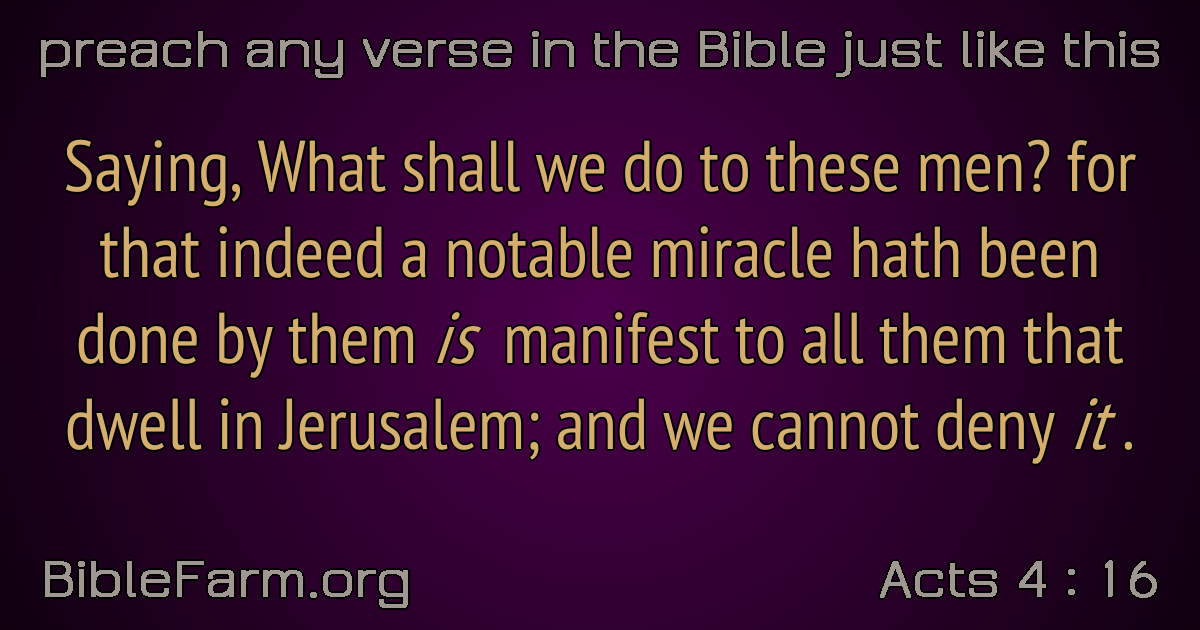 preach any verse in the Bible just like this
Saying, What shall we do to these men? for
that indeed a notable miracle hath been
done by them is manifest to all them that
dwell in Jerusalem; and we cannot deny it .
BibleFarm.org
Acts 4 : 16